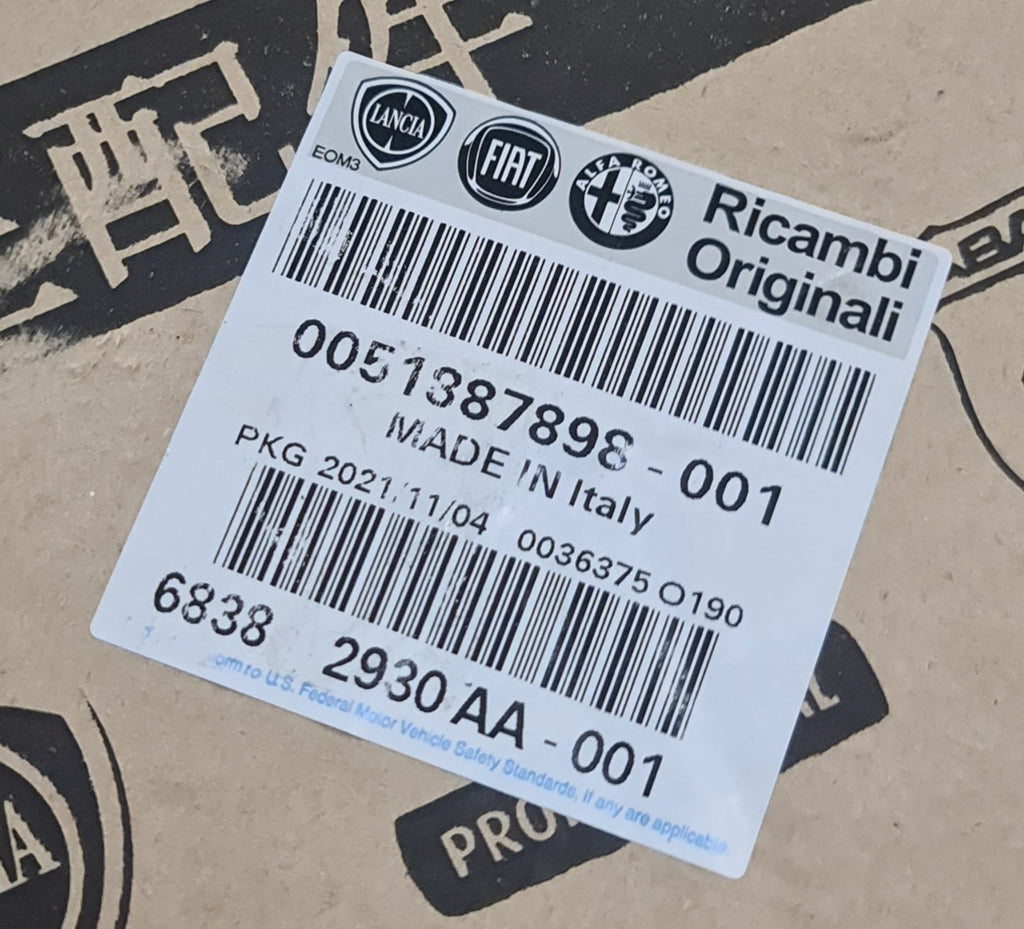 配件
LANCIA
FIAT
ALFA ROMEO
EOM3
Ricambi
Originali
0051387898 - 001
MADE IN Italy
PKG 2021/11/04 0036375 O190
6838 2930 AA - 001
to U.S. Federal Motor Vehicle Safety Standards, if any are applicable.